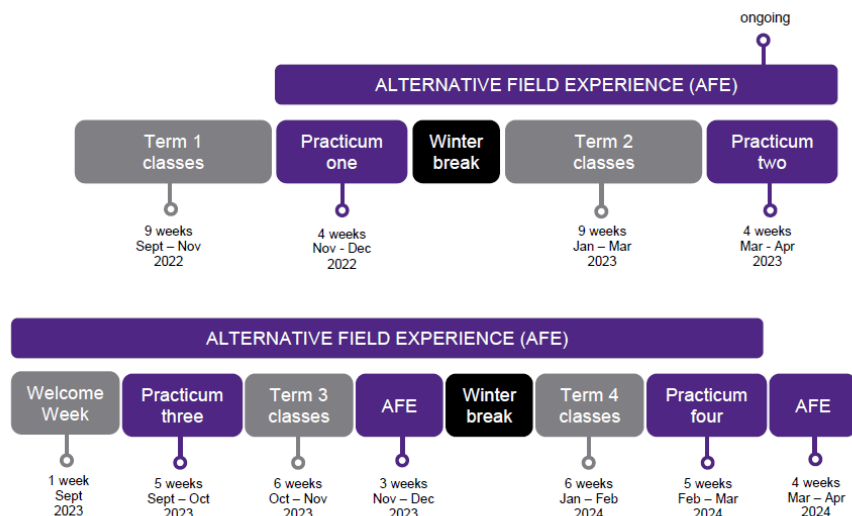 ongoing
ALTERNATIVE FIELD EXPERIENCE (AFE)
Term 1
classes
Practicum
one
Winter
break
Term 2
classes
Practicum
two
9 weeks
Sept – Nov
2022
4 weeks
Nov - Dec
2022
9 weeks
Jan – Mar
2023
4 weeks
Mar - Apr
2023
ALTERNATIVE FIELD EXPERIENCE (AFE)
Welcome
Week
Practicum
three
Term 3
classes
AFE
Winter
break
Term 4
classes
Practicum
four
AFE
1 week
Sept
2023
5 weeks
Sept – Oct
2023
6 weeks
Oct – Nov
2023
3 weeks
Nov – Dec
2023
6 weeks
Jan – Feb
2024
5 weeks
Feb – Mar
2024
4 weeks
Mar – Apr
2024